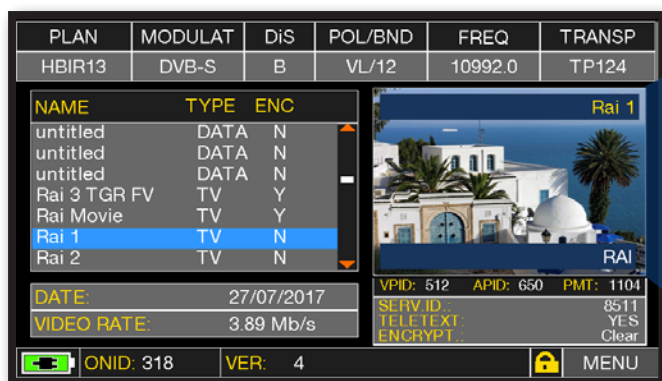 PLAN MODULAT DiS POL/BND FREQ TRANSP
HBIR13 DVB-S B VL/12 10992.0 TP124
NAME TYPE ENC
untitled DATA N
untitled DATA N
untitled DATA N
Rai 3 TGR FV TV Y
Rai Movie TV Y
Rai 1 TV N
Rai 2 TV N
Rai 1
RAI
DATE: 27/07/2017
VIDEO RATE: 3.89 Mb/s
VPID: 512 APID: 650 PMT: 1104
SERV.ID.: 8511
TELETEXT: YES
ENCRYPT.: Clear
ONID: 318 VER: 4 MENU